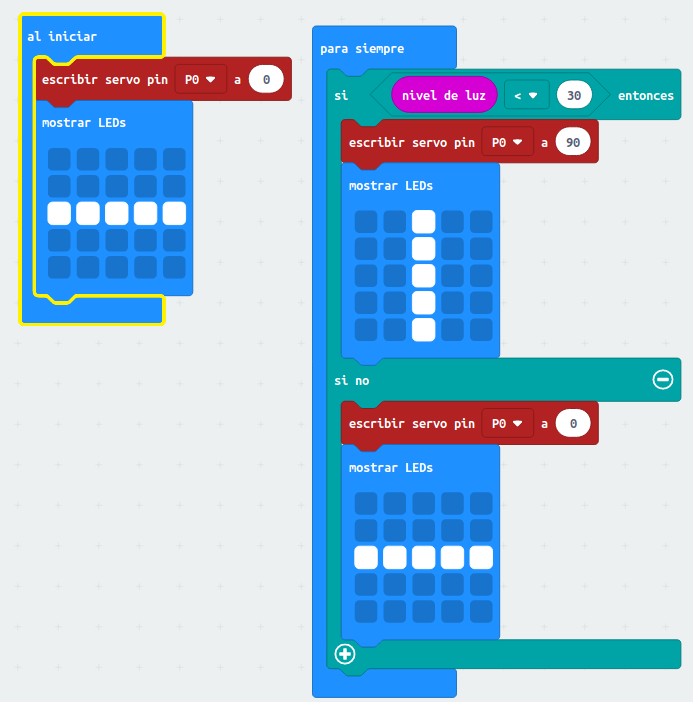 al iniciar
escribir servo pin P0 a 0
mostrar LEDs
para siempre
si nivel de luz < 30 entonces
escribir servo pin P0 a 90
mostrar LEDs
si no
escribir servo pin P0 a 0
mostrar LEDs